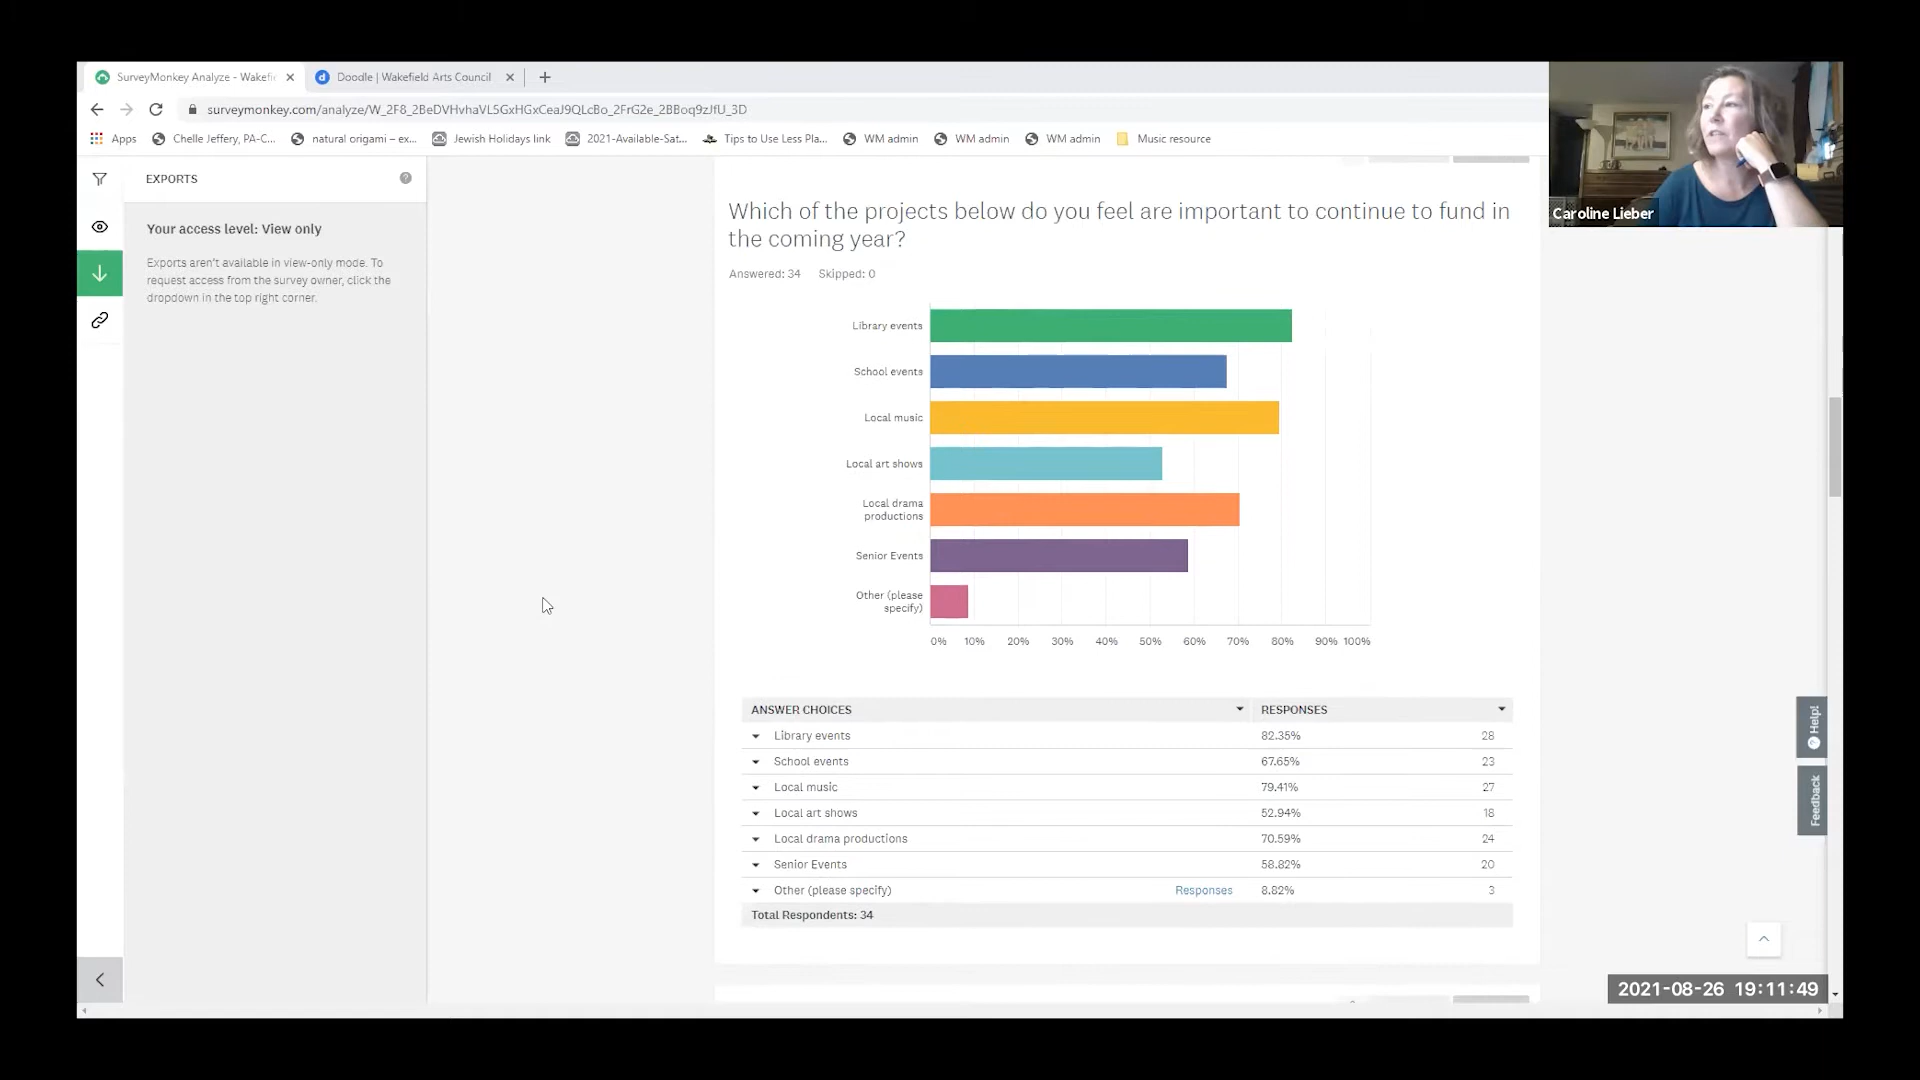 SurveyMonkey Analyze - Wakefi
Doodle | Wakefield Arts Council
surveymonkey.com/analyze/W_2F8_2BeDVHvhaVL5GxHGxCeaJ9QLcBo_2FrG2e_2BBoq9zJfU_3D
Apps
Chelle Jeffery, PA-C...
natural origami – ex...
Jewish Holidays link
2021-Available-Sat...
Tips to Use Less Pla...
WM admin
WM admin
WM admin
Music resource
Caroline Lieber
EXPORTS
Your access level: View only
Exports aren't available in view-only mode. To
request access from the survey owner, click the
dropdown in the top right corner.
Which of the projects below do you feel are important to continue to fund in
the coming year?
Answered: 34 Skipped: 0
Library events
School events
Local music
Local art shows
Local drama
productions
Senior Events
Other (please
specify)
0% 10% 20% 30% 40% 50% 60% 70% 80% 90% 100%
ANSWER CHOICES RESPONSES
Library events 82.35% 28
School events 67.65% 23
Local music 79.41% 27
Local art shows 52.94% 18
Local drama productions 70.59% 24
Senior Events 58.82% 20
Other (please specify) Responses 8.82% 3
Total Respondents: 34
Help!
Feedback
2021-08-26 19:11:49